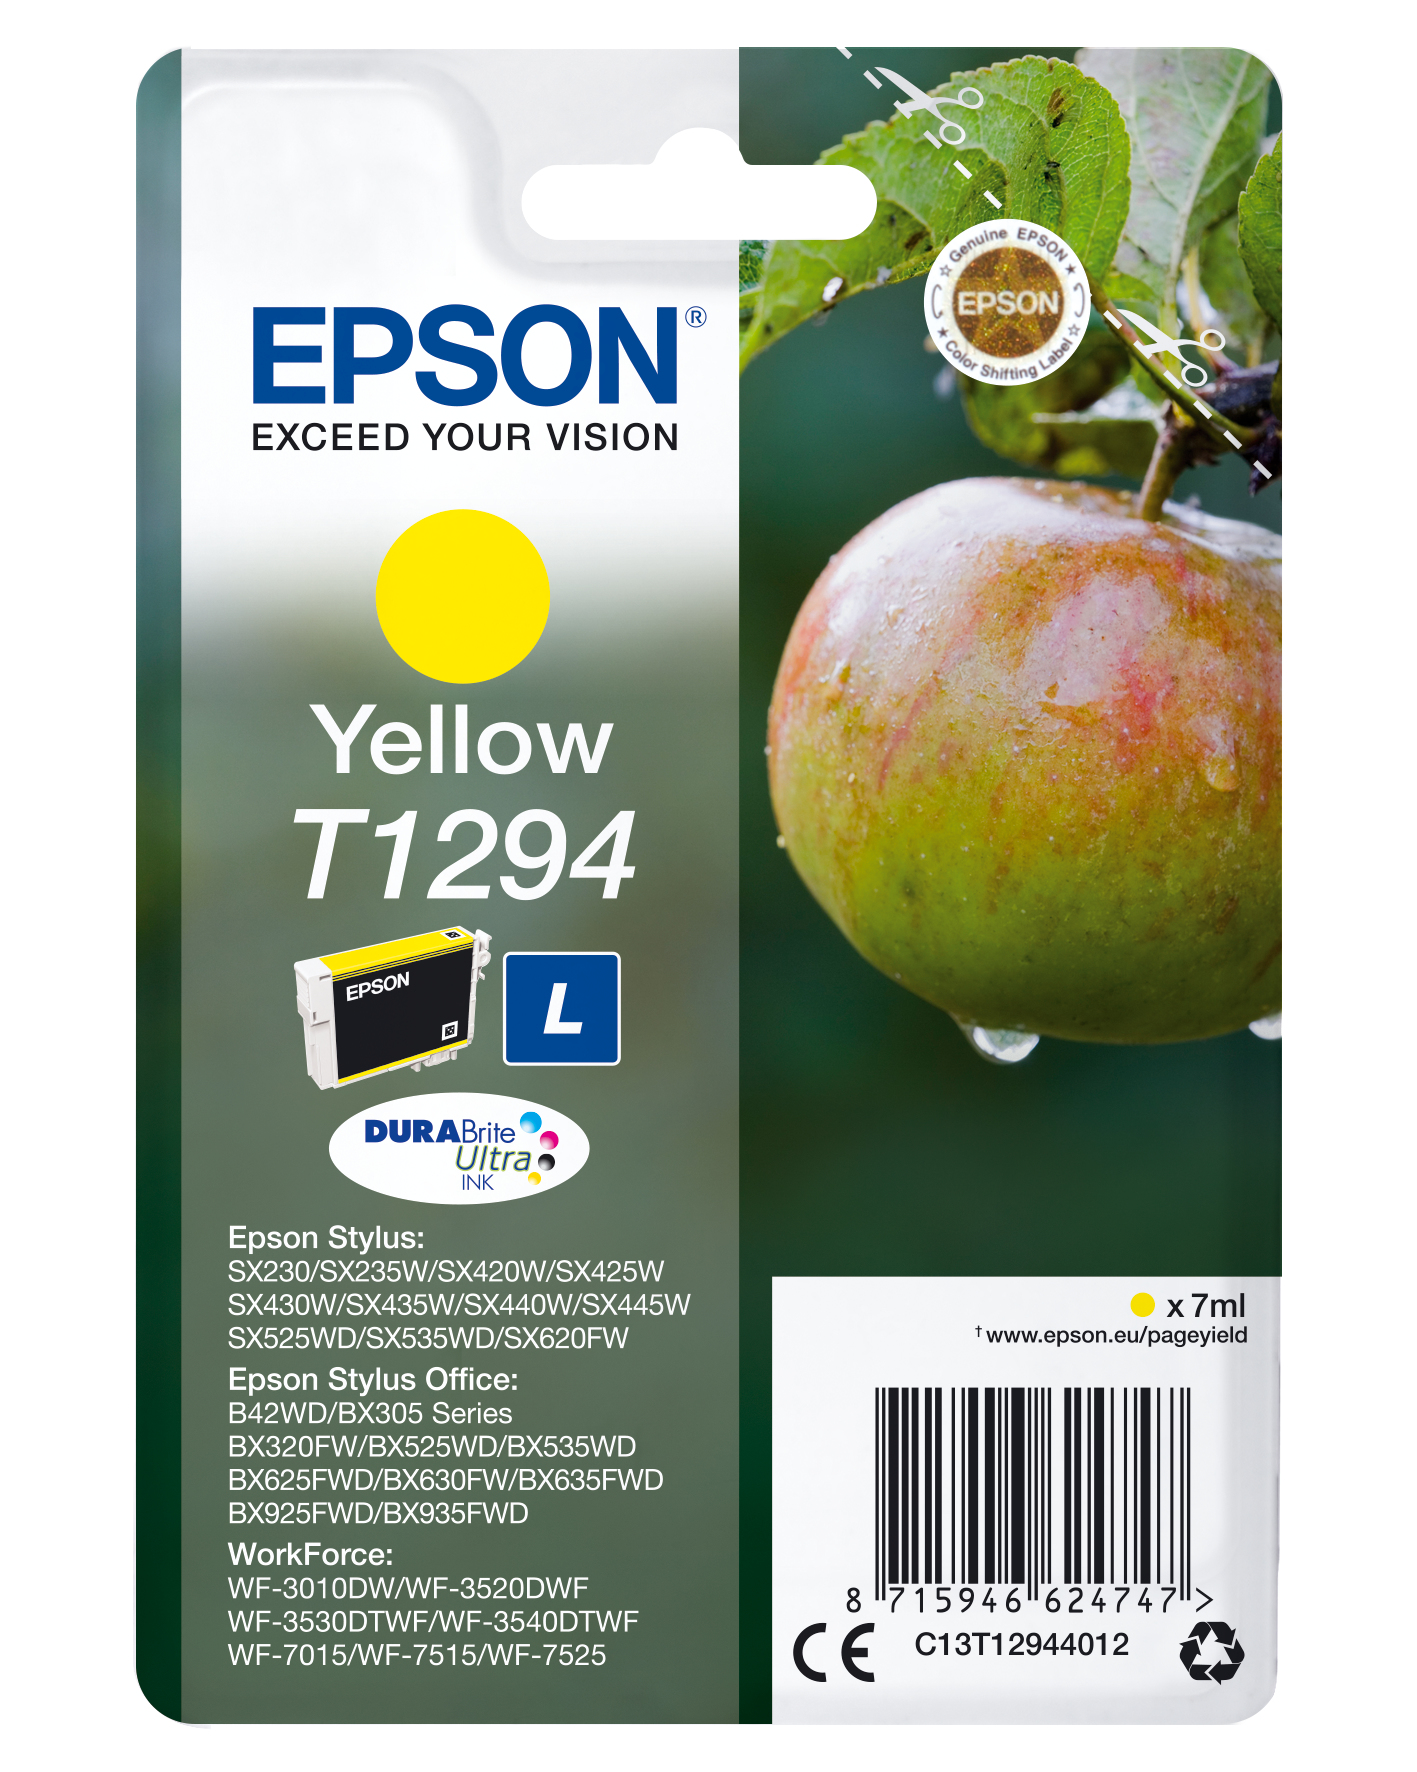 EPSON®
EXCEED YOUR VISION
Genuine EPSON
EPSON
Color Shifting Label
Yellow
T1294
EPSON
L
DURABrite
Ultra
INK
Epson Stylus:
SX230/SX235W/SX420W/SX425W
SX430W/SX435W/SX440W/SX445W
SX525WD/SX535WD/SX620FW
Epson Stylus Office:
B42WD/BX305 Series
BX320FW/BX525WD/BX535WD
BX625FWD/BX630FW/BX635FWD
BX925FWD/BX935FWD
WorkForce:
WF-3010DW/WF-3520DWF
WF-3530DTWF/WF-3540DTWF
WF-7015/WF-7515/WF-7525
x 7ml
†www.epson.eu/pageyield
8 715946 624747 >
CE
C13T12944012